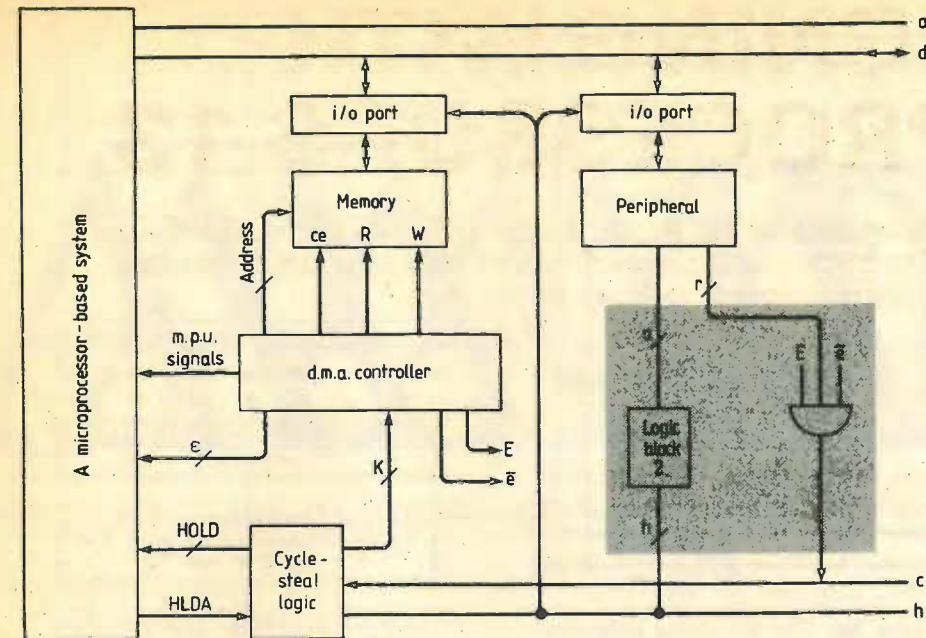 a
d
i/o port
i/o port
A microprocessor-based system
Memory
ce R W
Peripheral
Address
r
m.p.u.
signals
d.m.a. controller
E
ē
a
ε
K
E
ē
Logic
block
2
HOLD
h
Cycle-
steal
logic
HLDA
c
h